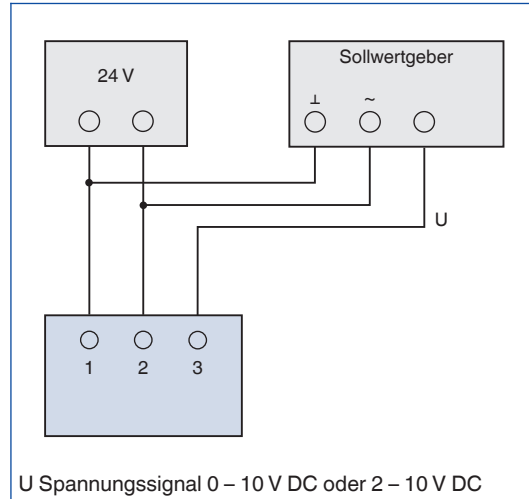 24 V
Sollwertgeber
⊥ ~
U
1 2 3
U Spannungssignal 0 – 10 V DC oder 2 – 10 V DC